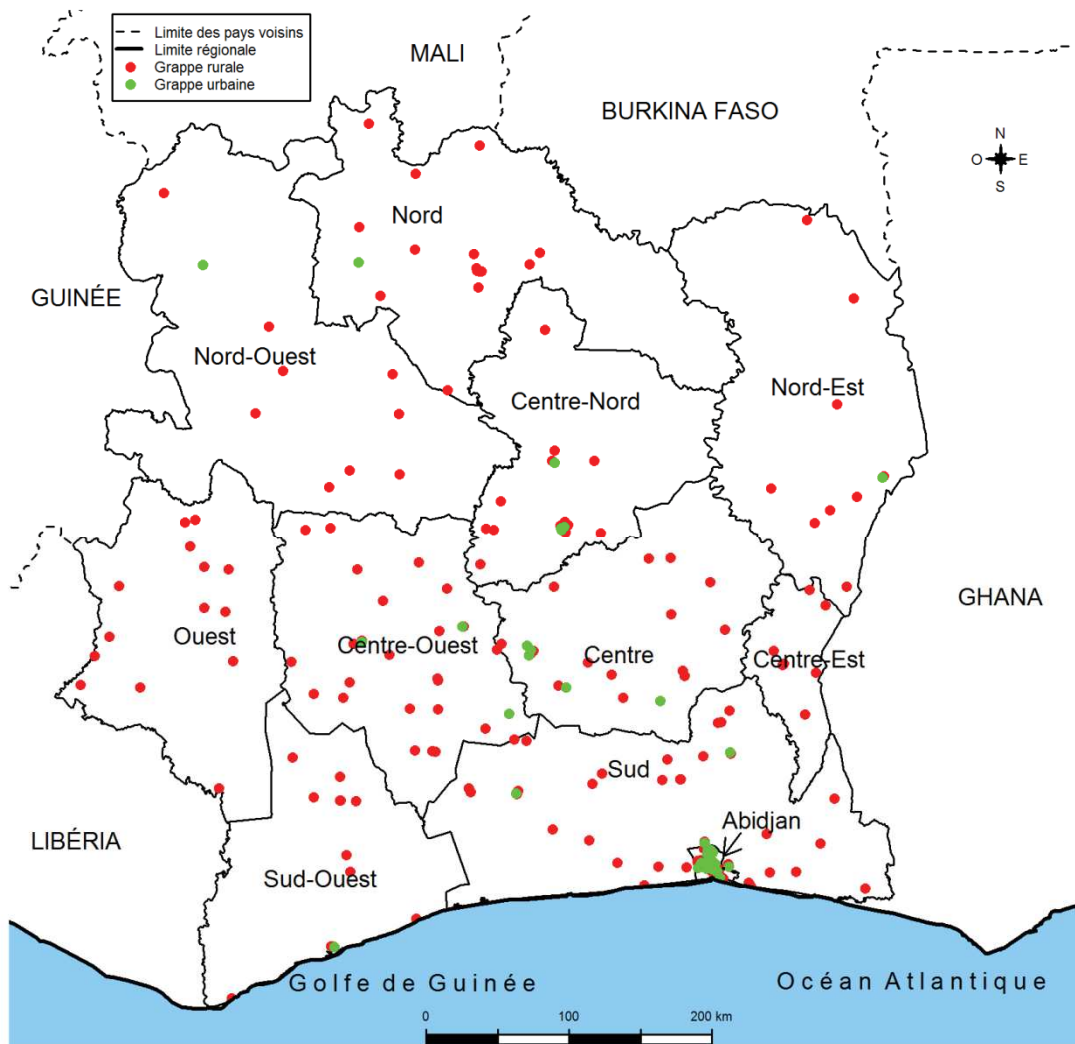 Limite des pays voisins
Limite régionale
Grappe rurale
Grappe urbaine
MALI
BURKINA FASO
N
O E
S
Nord
GUINÉE
Nord-Ouest
Nord-Est
Centre-Nord
GHANA
Ouest
Centre-Ouest
Centre
Centre-Est
Sud
Abidjan
LIBÉRIA
Sud-Ouest
Golfe de Guinée
Océan Atlantique
0 100 200 km